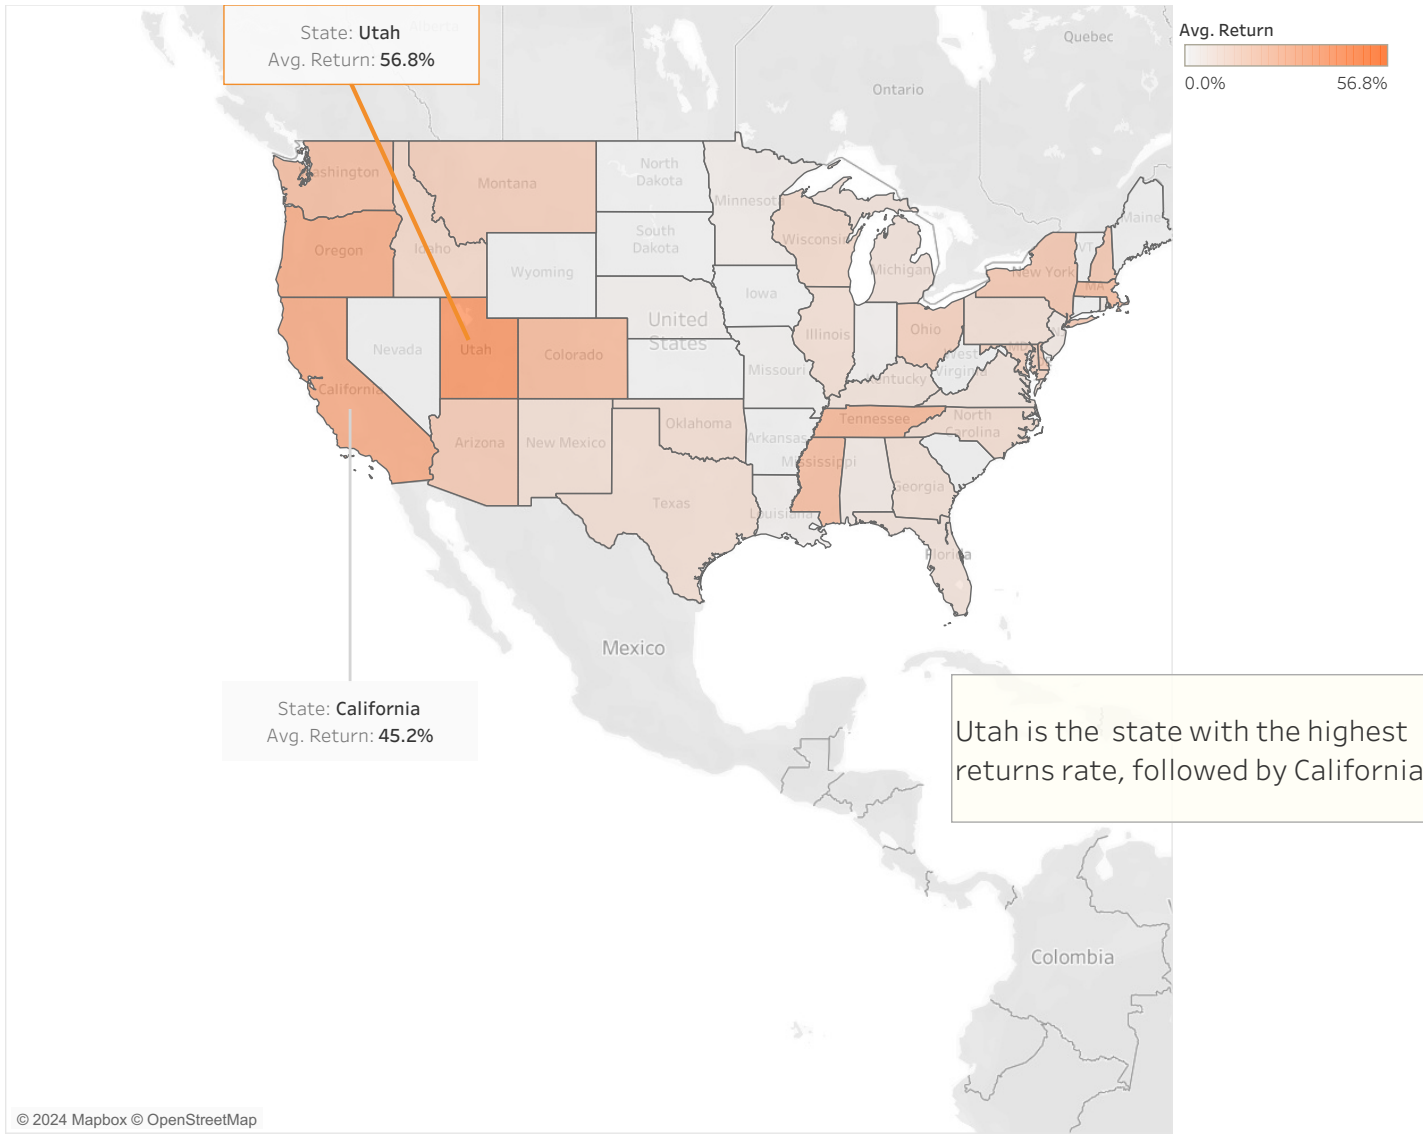 Alberta
State: Utah
Avg. Return: 56.8%
Avg. Return
0.0% 56.8%
Quebec
Ontario
ashington
Montana
North
Dakota
Minnesota
Maine
Oregon
Idaho
South
Dakota
Wisconsin
VT
Wyoming
Michigan
New York
Iowa
MA
United
States
Nevada
Utah
Colorado
Illinois
Ohio
Missouri
West
Virginia
MD
California
Kentucky
Arizona
New Mexico
Oklahoma
Arkansas
Tennessee
North
Carolina
Mississippi
Texas
Louisiana
Georgia
Florida
Mexico
State: California
Avg. Return: 45.2%
Utah is the  state with the highest
returns rate, followed by California
Colombia
© 2024 Mapbox © OpenStreetMap